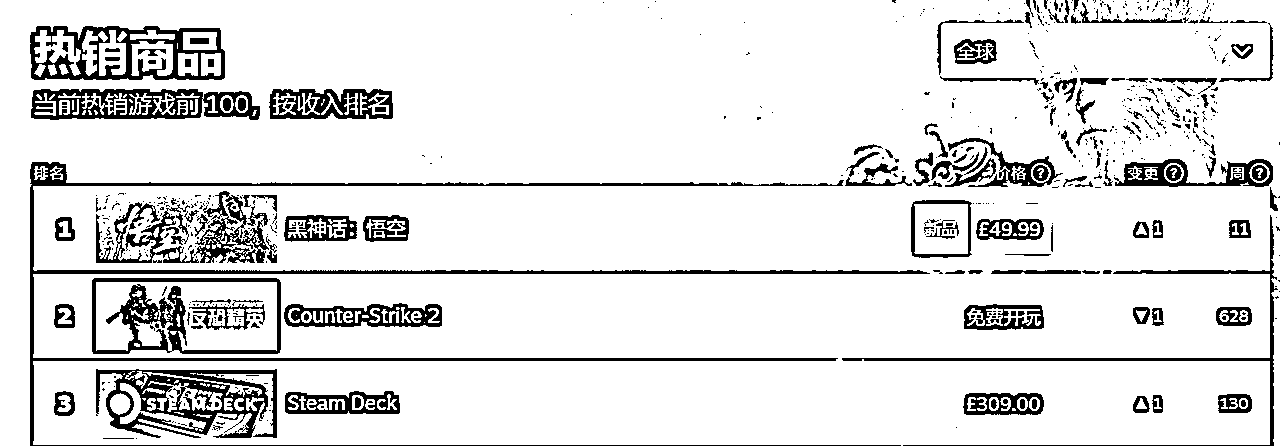 热销商品
全球
当前热销游戏前 100，按收入排名
排名 价格 ? 变更 ? 周 ?
1 悟空 黑神话：悟空 新品 £49.99 ▲1 11
2 反恐精英 Counter-Strike 2 免费开玩 ▼1 628
3 STEAM DECK Steam Deck £309.00 ▲1 130